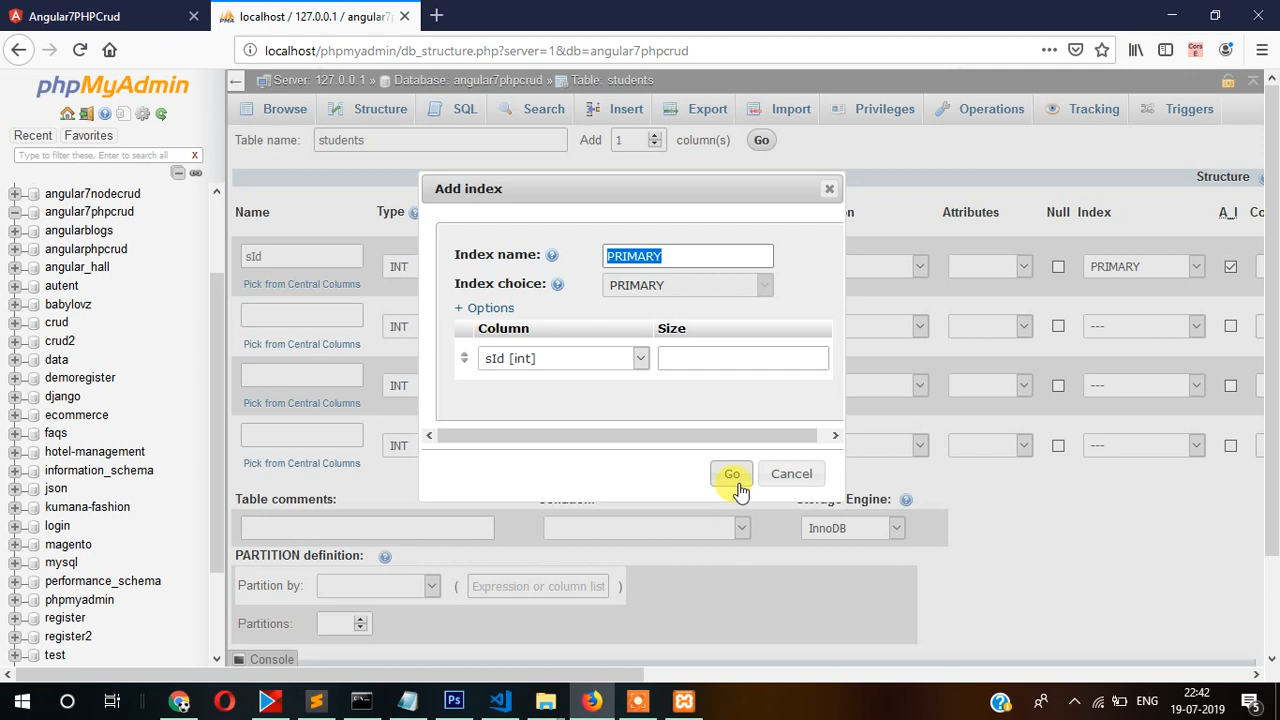 Angular7PHPCrud
localhost / 127.0.0.1 / angular7p
localhost/phpmyadmin/db_structure.php?server=1&db=angular7phpcrud
phpMyAdmin
Recent
Favorites
Type to filter these, Enter to search all
X
angular7nodecrud
angular7phpcrud
angularblogs
angularphpcrud
angular_hall
autent
babylovz
crud
crud2
data
demoregister
django
ecommerce
faqs
hotel-management
information_schema
json
kumana-fashion
login
magento
mysql
performance_schema
phpmyadmin
register
register2
test
Server: 127.0.0.1 » Database: angular7phpcrud » Table: students
Browse Structure SQL Search Insert Export Import Privileges Operations Tracking Triggers
Table name: students Add 1 column(s) Go
Structure
Name Type Attributes Null Index A_I
sId INT PRIMARY
Pick from Central Columns
INT ---
Pick from Central Columns
INT ---
Pick from Central Columns
INT ---
Pick from Central Columns
Add index
Index name: PRIMARY
Index choice: PRIMARY
+ Options
Column Size
sId [int]
Go Cancel
Table comments: Storage Engine:
InnoDB
PARTITION definition:
Partition by: ( Expression or column list )
Partitions:
Console
ENG
22:42
19-07-2019
5